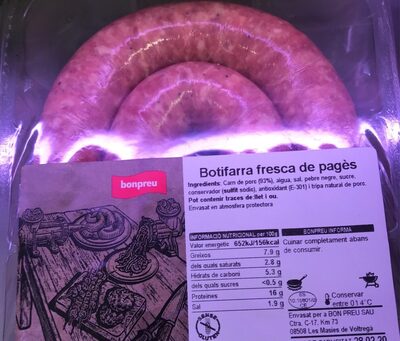 bonpreu
Botifarra fresca de pagès
Ingredients: Carn de porc (93%), aigua, sal, pebre negre, sucre,
conservador (sulfit sòdic), antioxidant (E-301) i tripa natural de porc.
Pot contenir traces de:llet i ou.
Envasat en atmosfera protectora
INFORMACIÓ NUTRICIONAL per 100g
Valor energètic 652kJ/156kcal
Greixos 7.9 g
dels quals saturats 2.8 g
Hidrats de carboni 5.3 g
dels quals sucres <0.5 g
Proteïnes 16 g
Sal 1.9 g
SENSE GLUTEN
BONPREU INFORMA
Cuinar completament abans
de consumir.
ES
CE
Conservar
entre 0 i 4°C
Envasat per a BON PREU SAU
Ctra. C-17, Km 73
08508 Les Masies de Voltregà